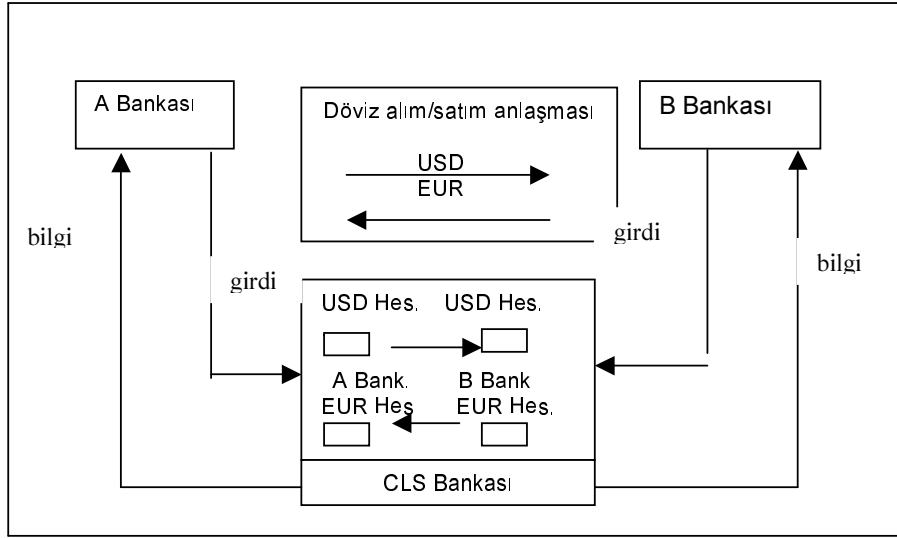 A Bankası
Döviz alım/satım anlaşması
B Bankası
USD
EUR
bilgi
girdi
girdi
bilgi
USD Hes.
USD Hes.
A Bank.
B Bank
EUR Hes
EUR Hes.
CLS Bankası